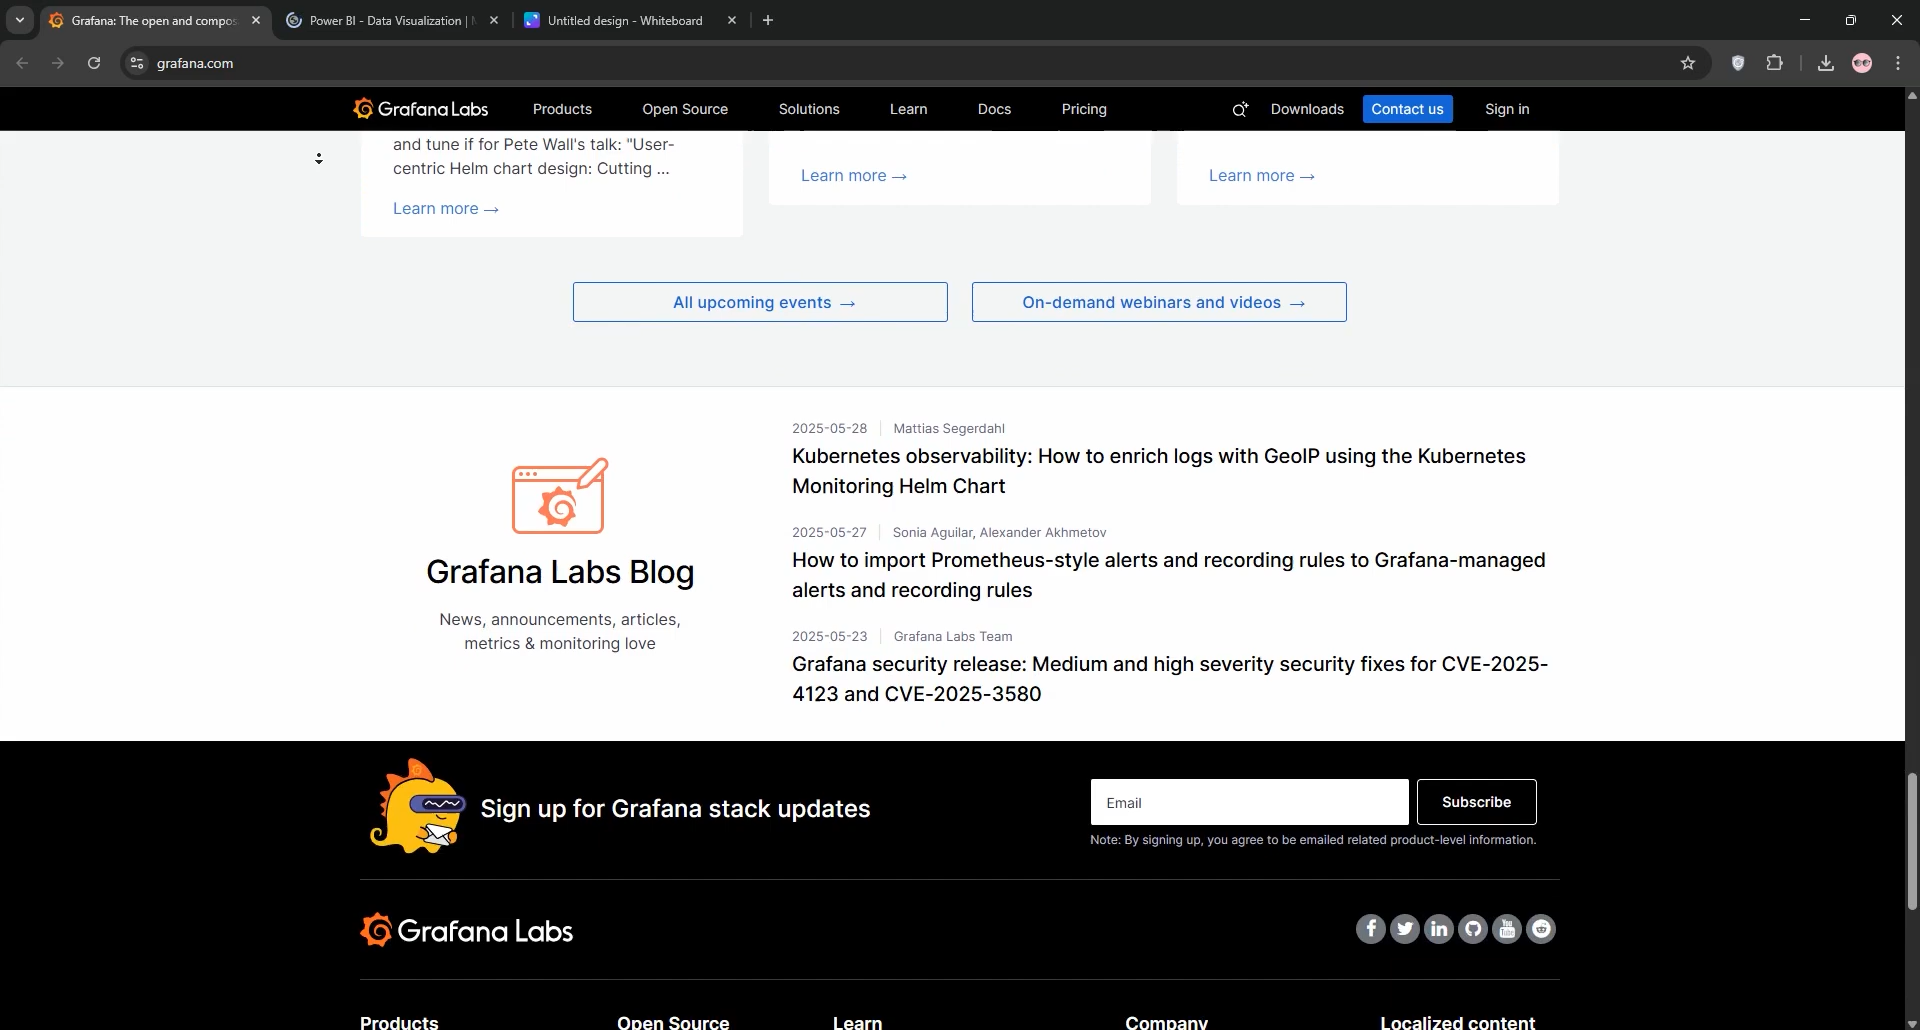 Grafana: The open and compos
Power BI - Data Visualization |
Untitled design - Whiteboard
grafana.com
Grafana Labs
Products
Open Source
Solutions
Learn
Docs
Pricing
Downloads
Contact us
Sign in
and tune if for Pete Wall's talk: "User-
centric Helm chart design: Cutting ...
Learn more →
Learn more →
Learn more →
All upcoming events →
On-demand webinars and videos →
Grafana Labs Blog
News, announcements, articles,
metrics & monitoring love
2025-05-28 | Mattias Segerdahl
Kubernetes observability: How to enrich logs with GeoIP using the Kubernetes
Monitoring Helm Chart
2025-05-27 | Sonia Aguilar, Alexander Akhmetov
How to import Prometheus-style alerts and recording rules to Grafana-managed
alerts and recording rules
2025-05-23 | Grafana Labs Team
Grafana security release: Medium and high severity security fixes for CVE-2025-
4123 and CVE-2025-3580
Sign up for Grafana stack updates
Email
Subscribe
Note: By signing up, you agree to be emailed related product-level information.
Grafana Labs
Products
Open Source
Learn
Company
Localized content